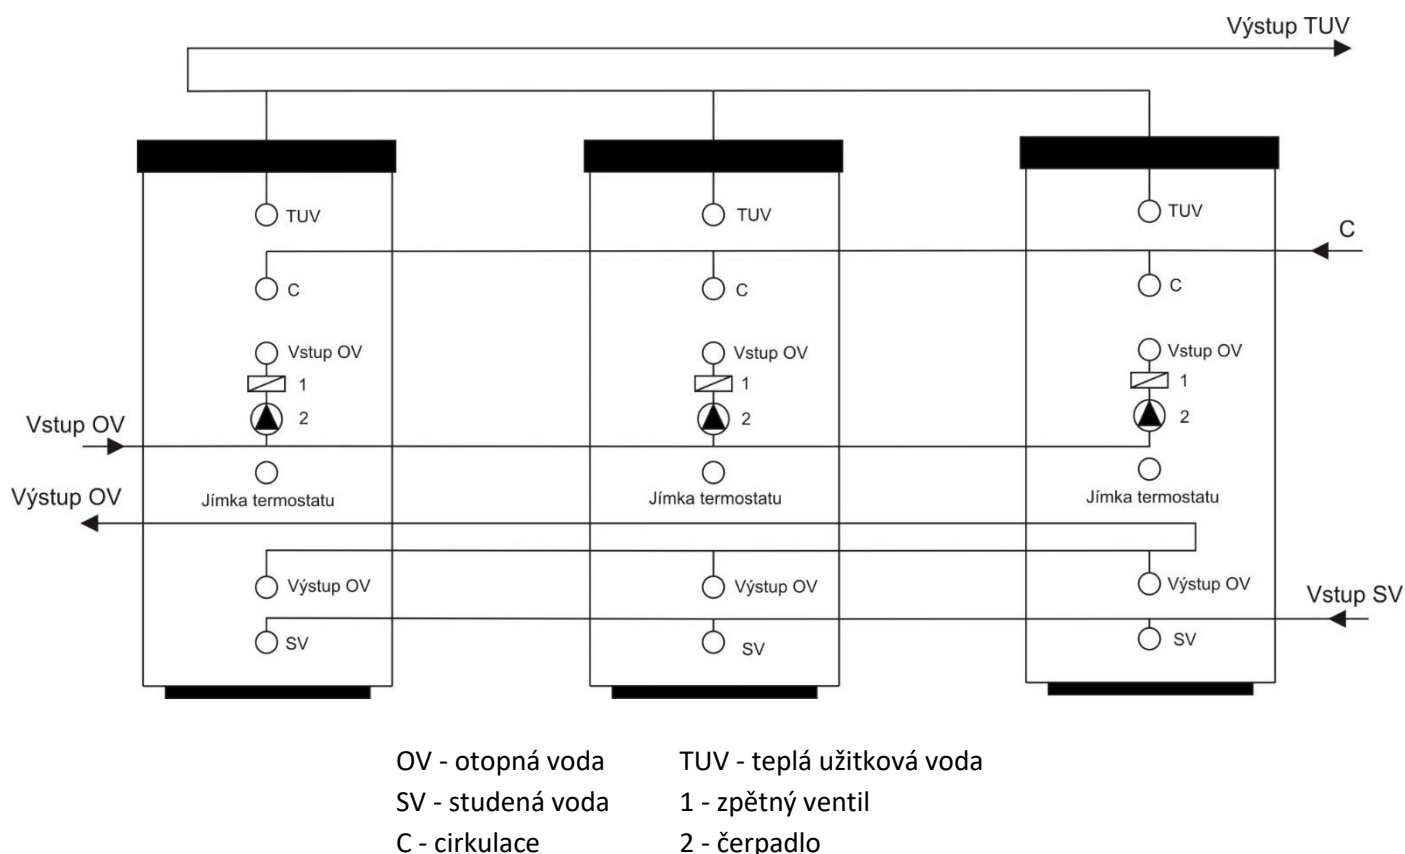 Výstup TUV
TUV
TUV
TUV
C
C
C
C
Vstup OV
Vstup OV
Vstup OV
1
1
1
Vstup OV
2
2
2
Výstup OV
Jímka termostatu
Jímka termostatu
Jímka termostatu
Výstup OV
Výstup OV
Výstup OV
Vstup SV
SV
SV
SV
OV - otopná voda
TUV - teplá užitková voda
SV - studená voda
1 - zpětný ventil
C - cirkulace
2 - čerpadlo